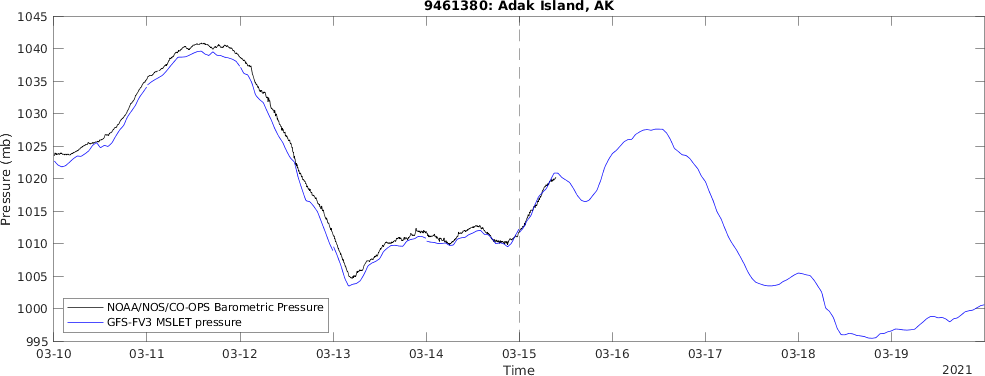 9461380: Adak Island, AK
Pressure (mb)
1045
1040
1035
1030
1025
1020
1015
1010
1005
1000
995
NOAA/NOS/CO-OPS Barometric Pressure
GFS-FV3 MSLET pressure
03-10 03-11 03-12 03-13 03-14 03-15 03-16 03-17 03-18 03-19
Time
2021